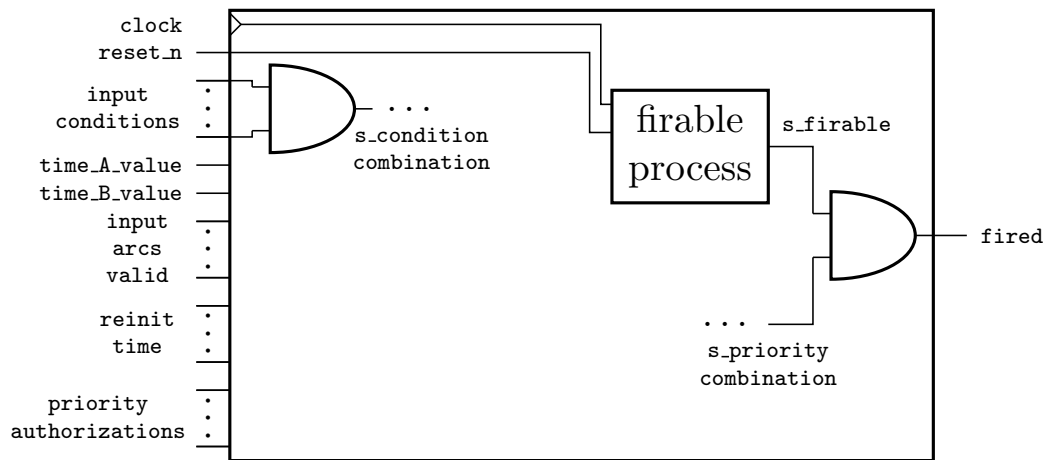 clock
reset_n
input
conditions
time_A_value
time_B_value
input
arcs
valid
reinit
time
priority
authorizations
s_condition
combination
firable
process
s_firable
s_priority
combination
fired